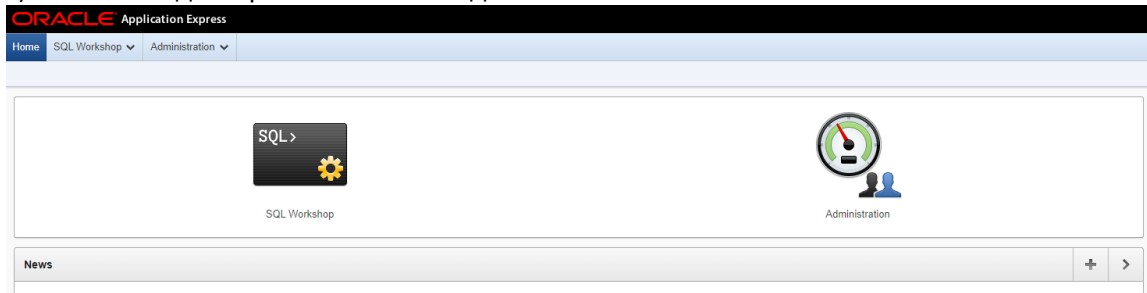 ORACLE Application Express
Home SQL Workshop Administration
SQL>
SQL Workshop Administration
News